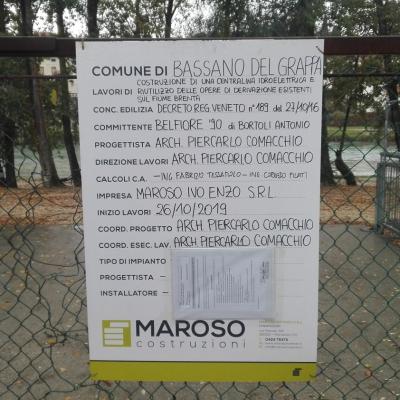 COMUNE DI BASSANO DEL GRAPPA
COSTRUZIONE DI UNA CENTRALINA IDROELETTRICA E
LAVORI DI RIUTILIZZO DELLE OPERE DI DERIVAZIONE ESISTENTI
SUL FIUME BRENTA
CONC. EDILIZIA DECRETO REG. VENETO n°189 del 27/10/16
COMMITTENTE BELFIORE '90 di BORTOLI ANTONIO
PROGETTISTA ARCH. PIERCARLO COMACCHIO
DIREZIONE LAVORI ARCH. PIERCARLO COMACCHIO
CALCOLI C.A. - ING. FABRIZIO - ING.
IMPRESA MAROSO IVO ENZO S.R.L.
INIZIO LAVORI 26/10/2019
COORD. PROGETTO ARCH. PIERCARLO COMACCHIO
COORD. ESEC. LAV. ARCH. PIERCARLO COMACCHIO
TIPO DI IMPIANTO
PROGETTISTA -
INSTALLATORE -
MAROSO
costruzioni